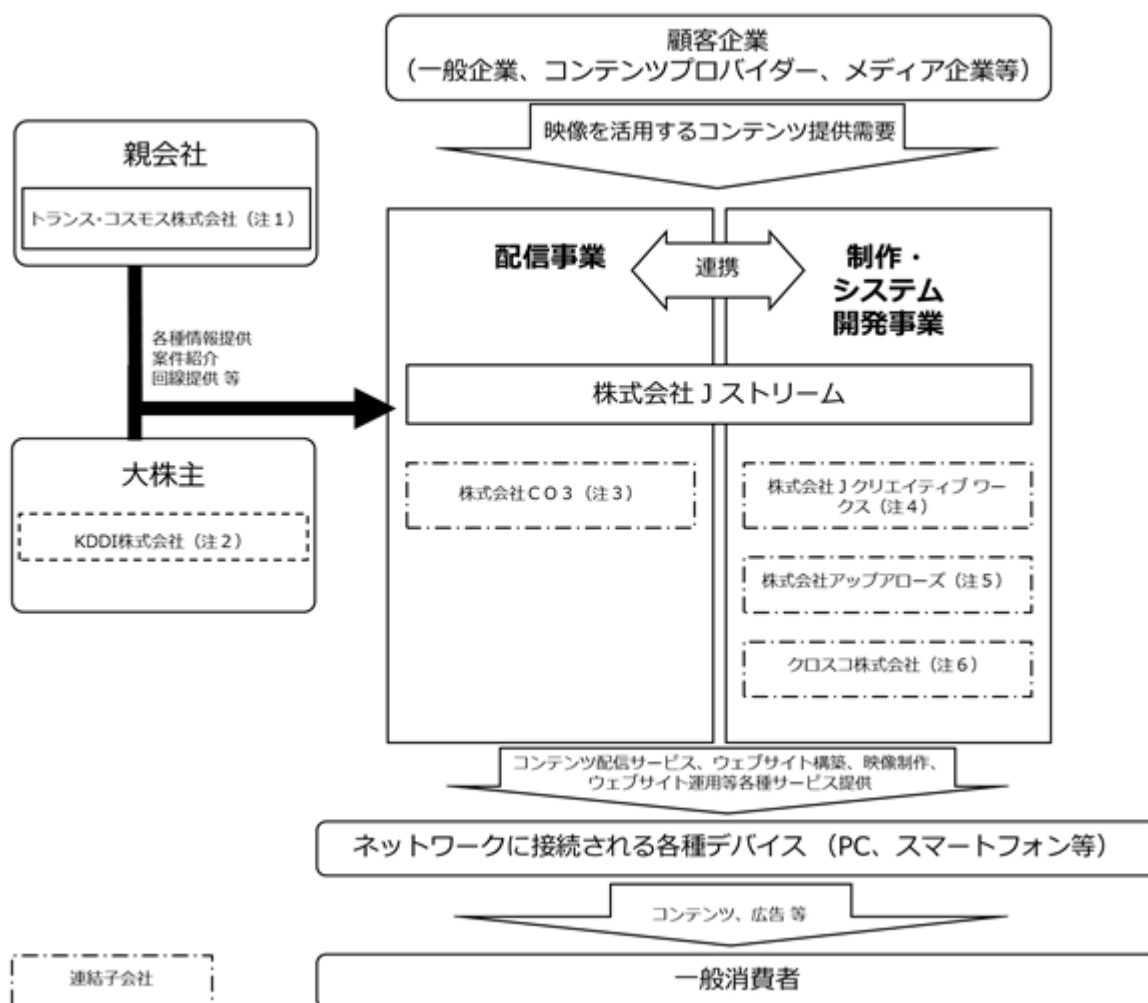 顧客企業
（一般企業、コンテンツプロバイダー、メディア企業等）
映像を活用するコンテンツ提供需要
親会社
トランス・コスモス株式会社（注１）
各種情報提供
案件紹介
回線提供 等
大株主
KDDI株式会社（注２）
配信事業
連携
制作・
システム
開発事業
株式会社Ｊストリーム
株式会社ＣＯ３（注３）
株式会社Ｊクリエイティブ ワー
クス（注４）
株式会社アップアローズ（注５）
クロスコ株式会社（注６）
コンテンツ配信サービス、ウェブサイト構築、映像制作、
ウェブサイト運用等各種サービス提供
ネットワークに接続される各種デバイス （PC、スマートフォン等）
コンテンツ、広告 等
連結子会社
一般消費者